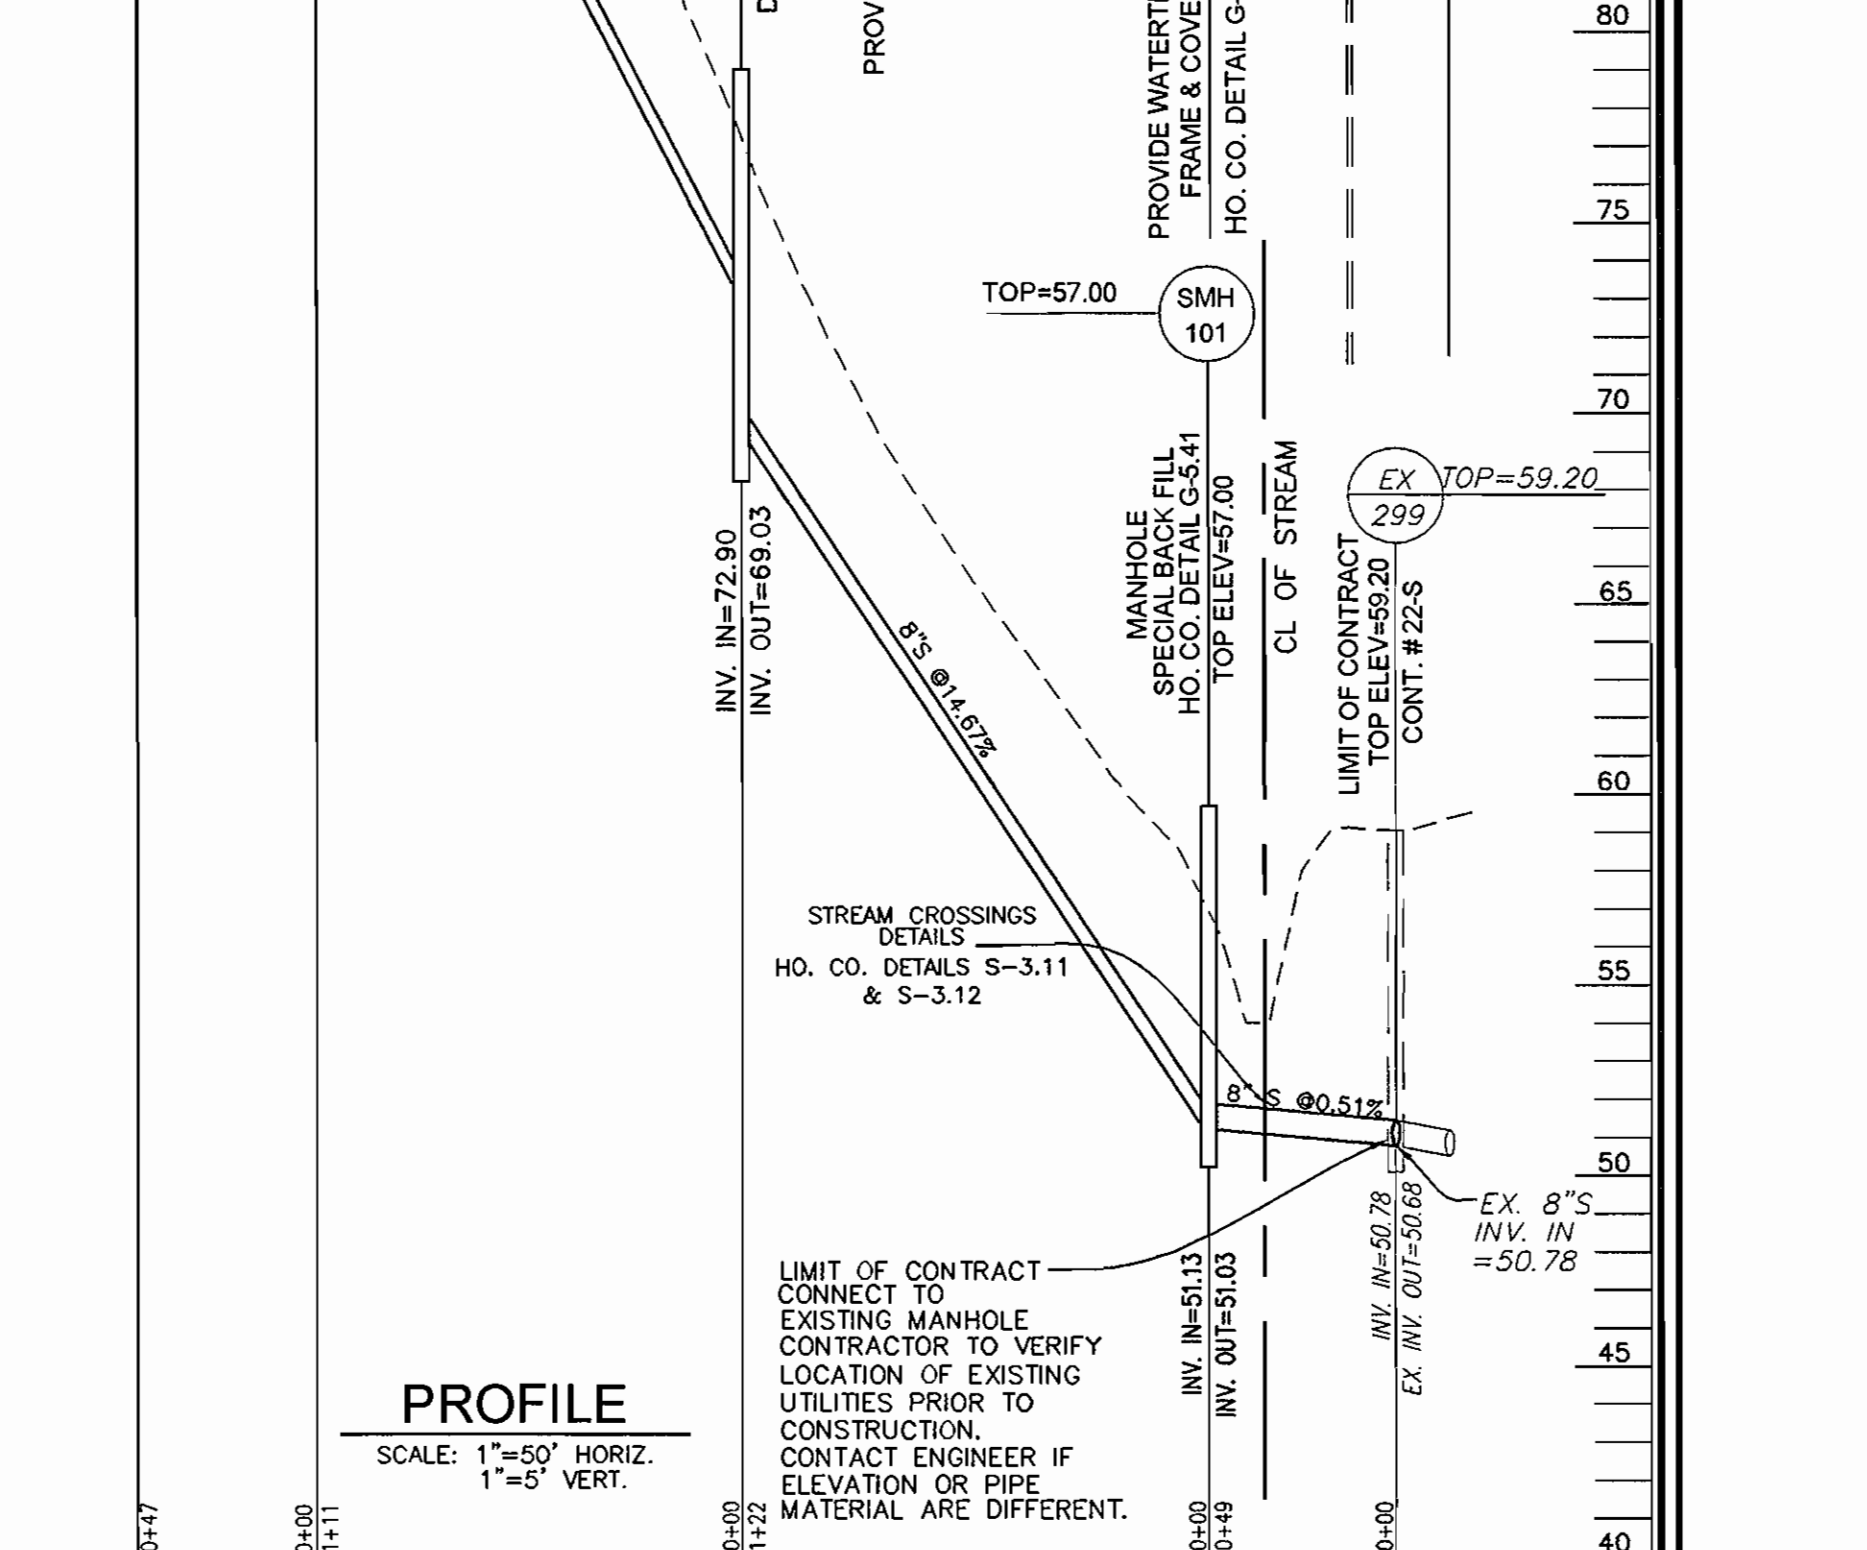 PROVIDE WATERTI
FRAME & COVE
HO. CO. DETAIL G-
PROV
TOP=57.00
SMH
101
MANHOLE
SPECIAL BACK FILL
HO. CO. DETAIL G-5.41
TOP ELEV=57.00
CL OF STREAM
EX
299
TOP=59.20
LIMIT OF CONTRACT
TOP ELEV=59.20
CONT. # 22-S
INV. IN=72.90
INV. OUT=69.03
8"S @14.67%
STREAM CROSSINGS
DETAILS
HO. CO. DETAILS S-3.11
& S-3.12
8" S @0.51%
INV. IN=51.13
INV. OUT=51.03
INV. IN=50.78
EX. INV. OUT=50.68
EX. 8"S
INV. IN
=50.78
LIMIT OF CONTRACT
CONNECT TO
EXISTING MANHOLE
CONTRACTOR TO VERIFY
LOCATION OF EXISTING
UTILITIES PRIOR TO
CONSTRUCTION.
CONTACT ENGINEER IF
ELEVATION OR PIPE
MATERIAL ARE DIFFERENT.
PROFILE
SCALE: 1"=50' HORIZ.
1"=5' VERT.
0+47
0+00
1+11
0+00
1+22
0+00
0+49
0+00
80
75
70
65
60
55
50
45
40